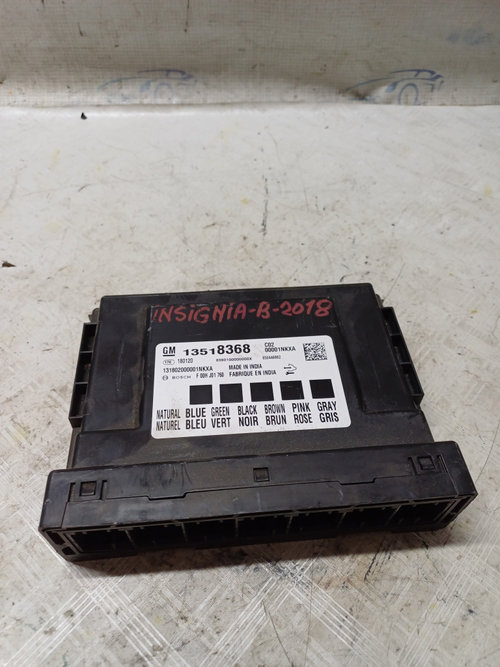 INSIGNIA-B-2018
GM 13518368 CD2
00001NKXA
180120
131802000001NKXA MADE IN INDIA
BOSCH F 00H J01 768 FABRIQUE EN INDIA
NATURAL BLUE GREEN BLACK BROWN PINK GRAY
NATUREL BLEU VERT NOIR BRUN ROSE GRIS